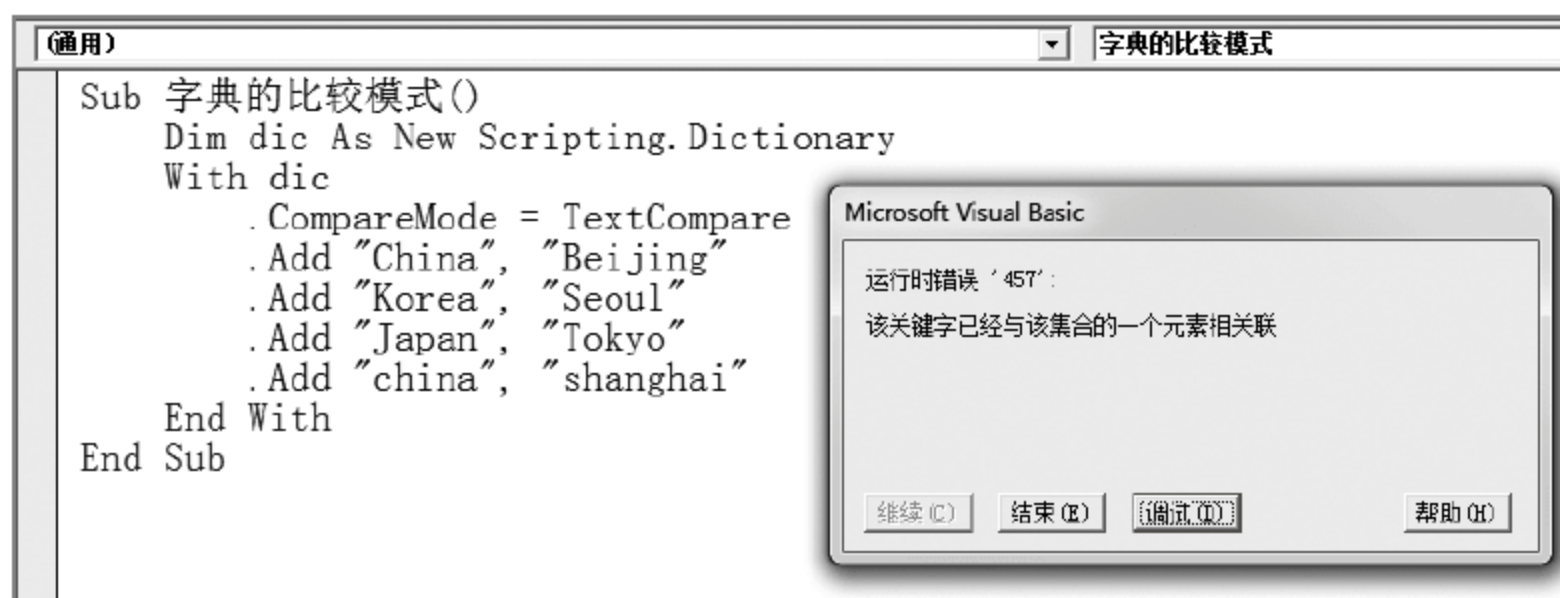 (通用)
字典的比较模式
Sub 字典的比较模式()
Dim dic As New Scripting.Dictionary
With dic
.CompareMode = TextCompare
.Add "China", "Beijing"
.Add "Korea", "Seoul"
.Add "Japan", "Tokyo"
.Add "china", "shanghai"
End With
End Sub
Microsoft Visual Basic
运行时错误 '457':
该关键字已经与该集合的一个元素相关联
继续(C)
结束(E)
调试(D)
帮助(H)